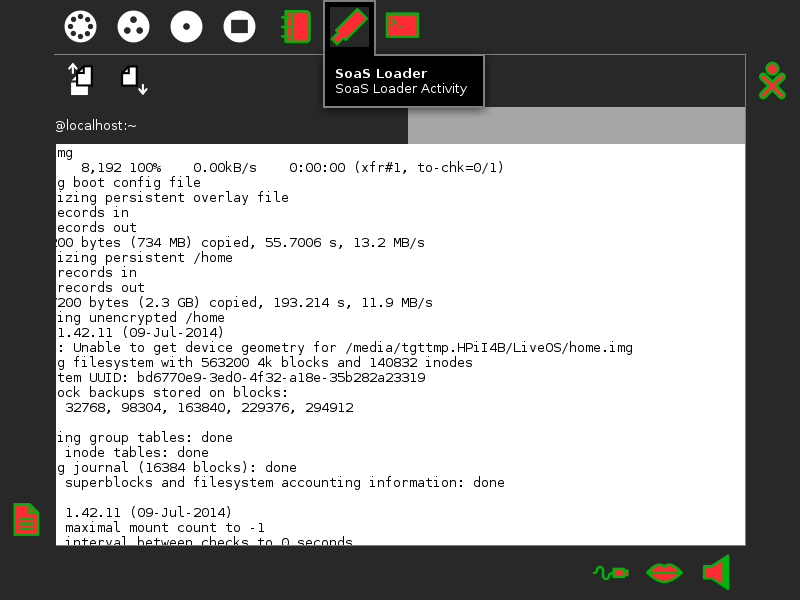 SoaS Loader
SoaS Loader Activity
@localhost:~
mg
8,192 100% 0.00kB/s 0:00:00 (xfr#1, to-chk=0/1)
g boot config file
izing persistent overlay file
ecords in
ecords out
00 bytes (734 MB) copied, 55.7006 s, 13.2 MB/s
izing persistent /home
records in
records out
200 bytes (2.3 GB) copied, 193.214 s, 11.9 MB/s
ing unencrypted /home
1.42.11 (09-Jul-2014)
: Unable to get device geometry for /media/tgttmp.HPiI4B/LiveOS/home.img
g filesystem with 563200 4k blocks and 140832 inodes
tem UUID: bd6770e9-3ed0-4f32-a18e-35b282a23319
ock backups stored on blocks:
32768, 98304, 163840, 229376, 294912
ing group tables: done
inode tables: done
g journal (16384 blocks): done
superblocks and filesystem accounting information: done
1.42.11 (09-Jul-2014)
maximal mount count to -1
interval between checks to 0 seconds